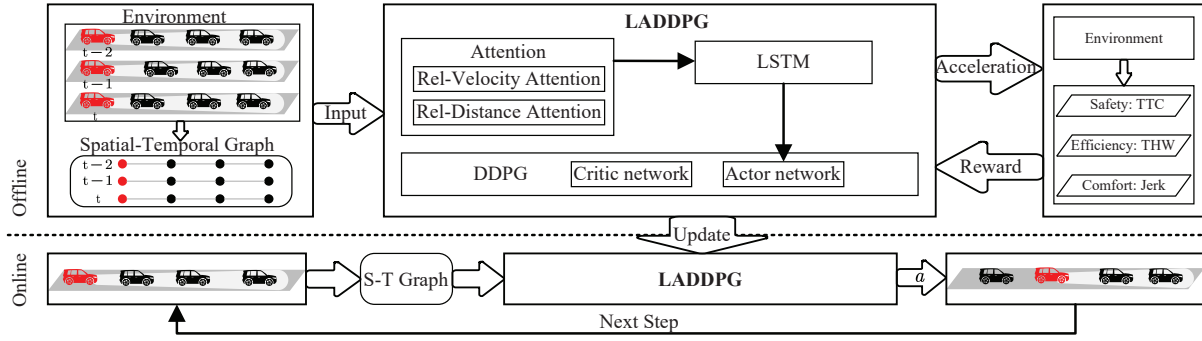 Environment
t−2
t−1
t
Spatial-Temporal Graph
t−2
t−1
t
Offline
Input
LADDPG
Attention
Rel-Velocity Attention
Rel-Distance Attention
LSTM
DDPG
Critic network
Actor network
Acceleration
Reward
Environment
Safety: TTC
Efficiency: THW
Comfort: Jerk
Update
Online
S-T Graph
LADDPG
a
Next Step